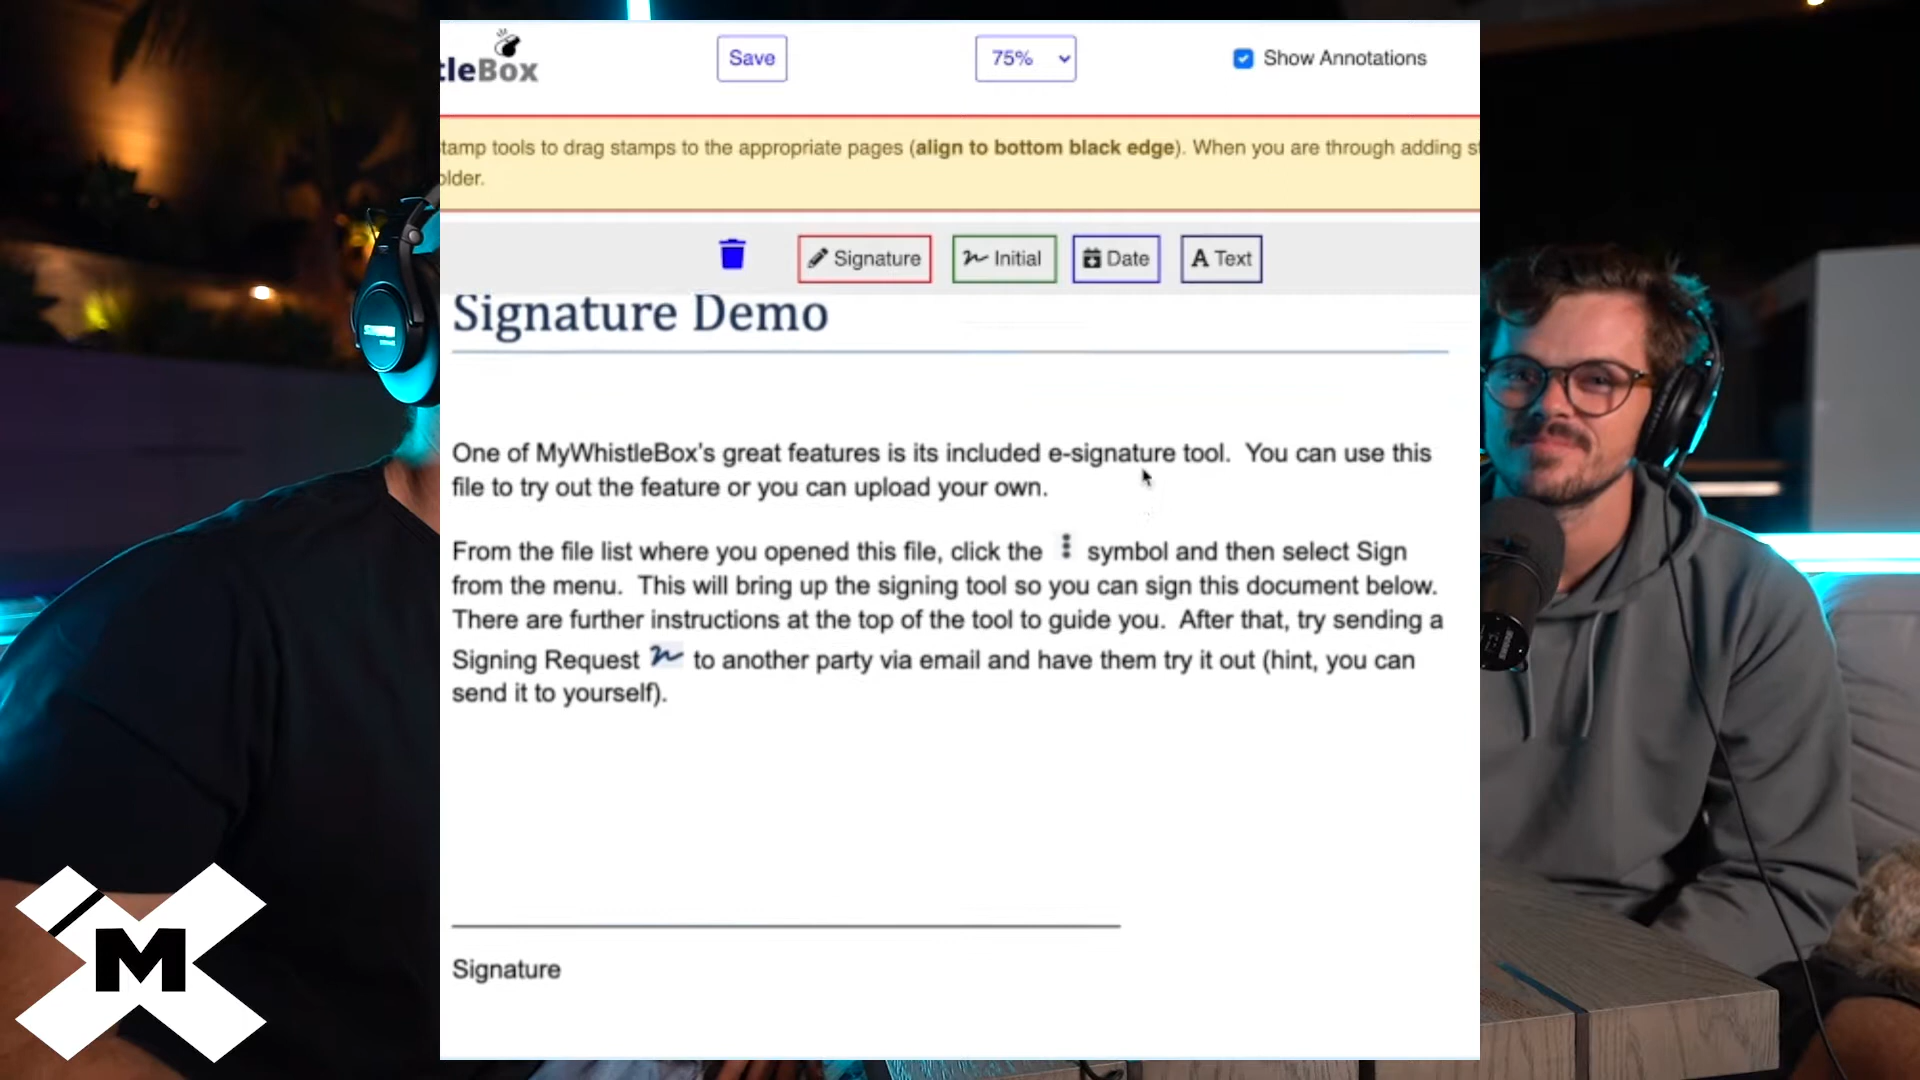 tleBox
Save
75%
Show Annotations
tamp tools to drag stamps to the appropriate pages (align to bottom black edge). When you are through adding st
older.
Signature
Initial
Date
A Text
Signature Demo
One of MyWhistleBox's great features is its included e-signature tool. You can use this
file to try out the feature or you can upload your own.
From the file list where you opened this file, click the symbol and then select Sign
from the menu. This will bring up the signing tool so you can sign this document below.
There are further instructions at the top of the tool to guide you. After that, try sending a
Signing Request to another party via email and have them try it out (hint, you can
send it to yourself).
Signature
M